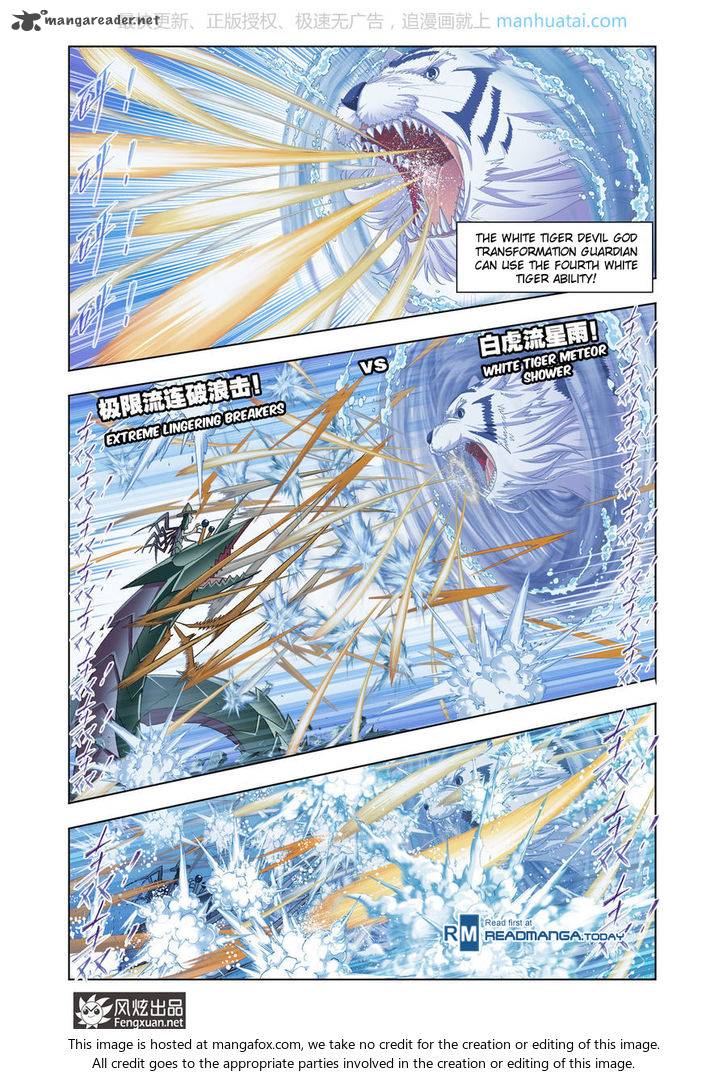 mangareader.net
最快更新、正版授权、极速无广告，追漫画就上 manhuatai.com
THE WHITE TIGER DEVIL GOD
TRANSFORMATION GUARDIAN
CAN USE THE FOURTH WHITE
TIGER ABILITY!
极限流连破浪击!
EXTREME LINGERING BREAKERS
VS
白虎流星雨!
WHITE TIGER METEOR
SHOWER
Read first at
RM READMANGA.TODAY
风炫出品
Fengxuan.net
This image is hosted at mangafox.com, we take no credit for the creation or editing of this image.
All credit goes to the appropriate parties involved in the creation or editing of this image.